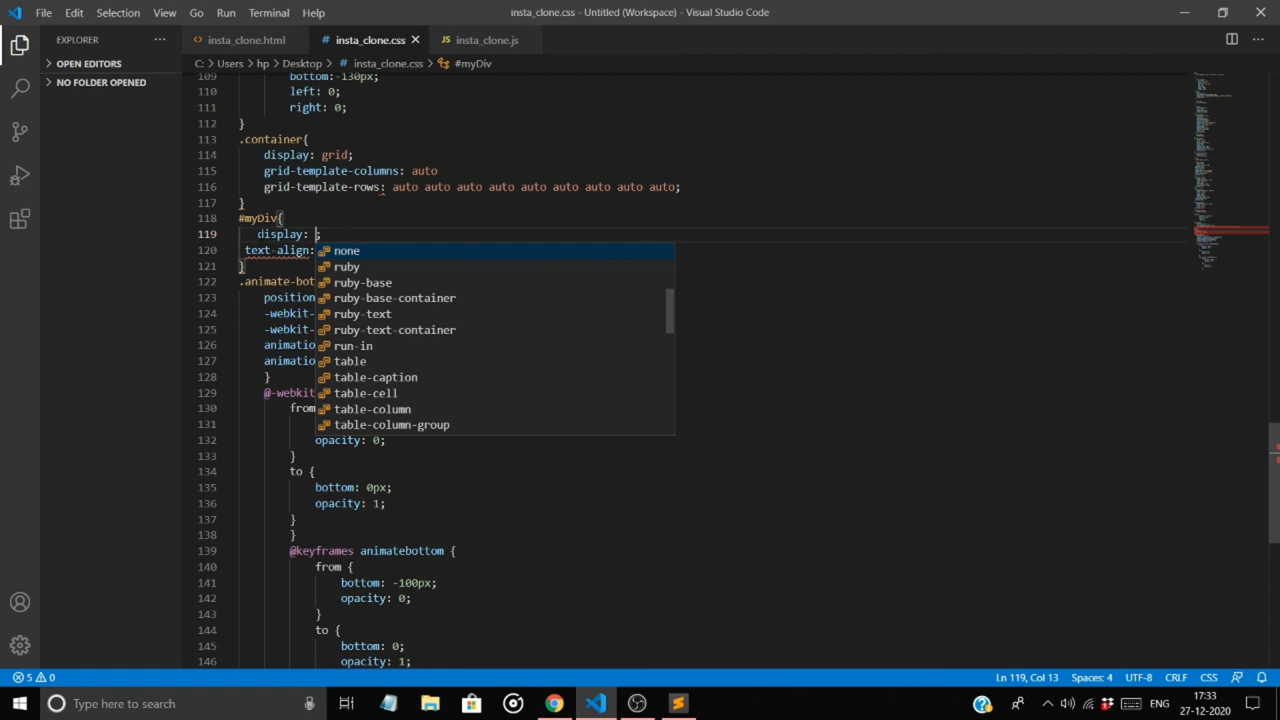 File Edit Selection View Go Run Terminal Help
insta_clone.css - Untitled (Workspace) - Visual Studio Code
EXPLORER
OPEN EDITORS
NO FOLDER OPENED
insta_clone.html
insta_clone.css
insta_clone.js
C: > Users > hp > Desktop > insta_clone.css > #myDiv
109 bottom:-130px;
110 left: 0;
111 right: 0;
112 }
113 .container{
114 display: grid;
115 grid-template-columns: auto
116 grid-template-rows: auto auto auto auto auto auto auto auto auto;
117 }
118 #myDiv{
119 display: ;
120 text-align:
121 }
122 .animate-bot
123 position
124 -webkit-
125 -webkit-
126 animatio
127 animatio
128 }
129 @-webkit
130 from
131
132 opacity: 0;
133 }
134 to {
135 bottom: 0px;
136 opacity: 1;
137 }
138 }
139 @keyframes animatebottom {
140 from {
141 bottom: -100px;
142 opacity: 0;
143 }
144 to {
145 bottom: 0;
146 opacity: 1;
none
ruby
ruby-base
ruby-base-container
ruby-text
ruby-text-container
run-in
table
table-caption
table-cell
table-column
table-column-group
5 0
Ln 119, Col 13 Spaces: 4 UTF-8 CRLF CSS
Type here to search
ENG
17:33
27-12-2020